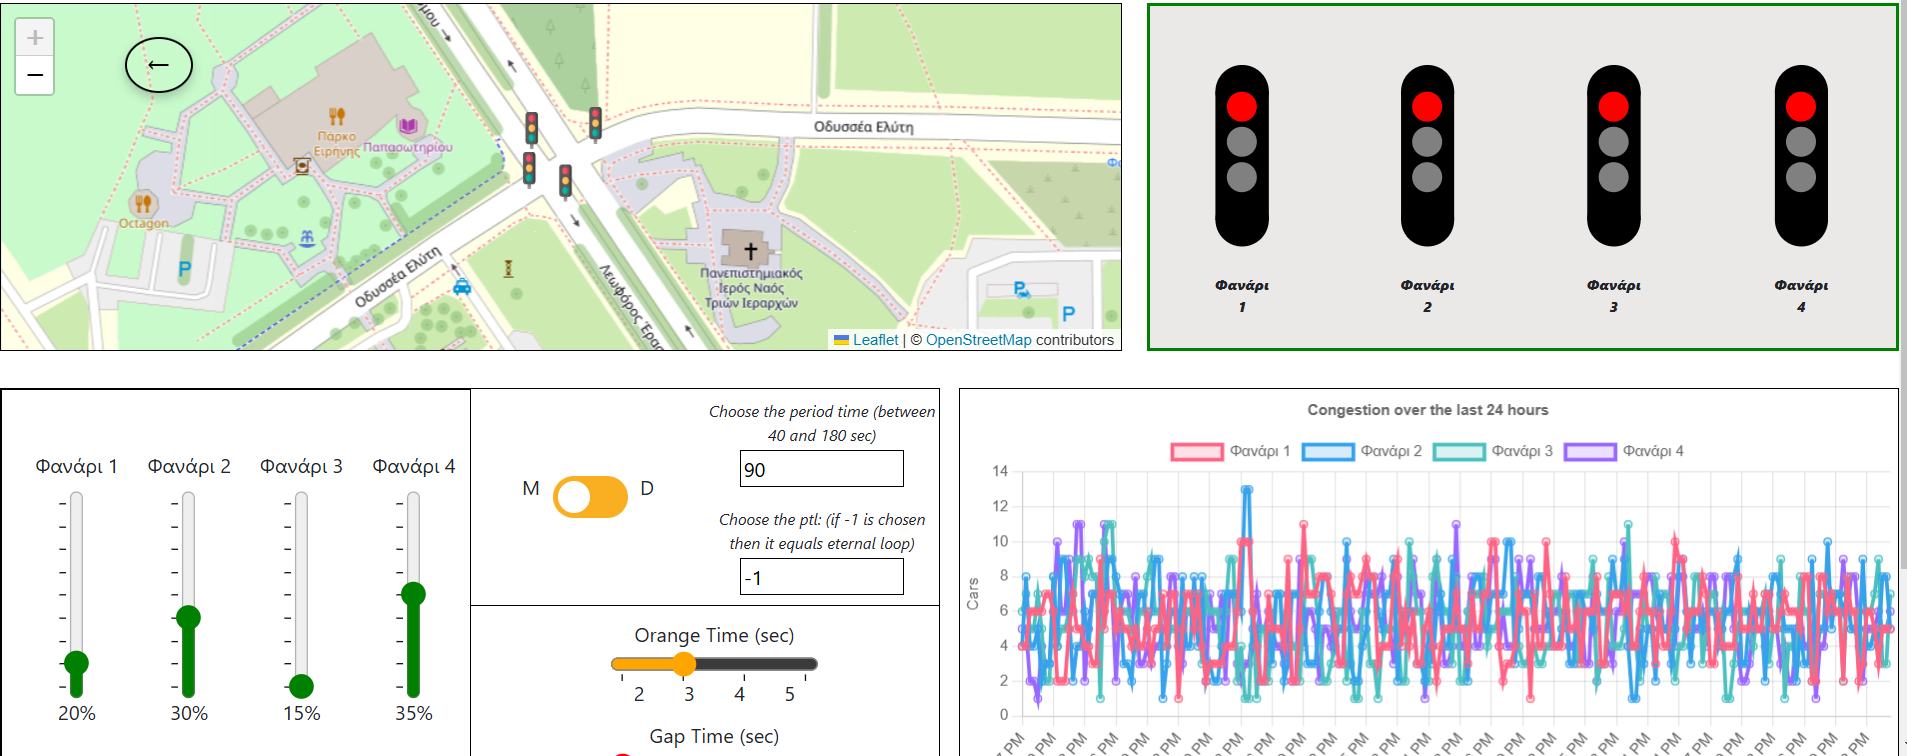 +
−
←
Πάρκο
Ειρήνης
Παπασωτηρίου
Octagon
P
Οδυσσέα Ελύτη
Οδυσσέα Ελύτη
Πανεπιστημιακός
Ιερός Ναός
Τριών Ιεραρχών
P
Leaflet | © OpenStreetMap contributors
Φανάρι
1
Φανάρι
2
Φανάρι
3
Φανάρι
4
Φανάρι 1
Φανάρι 2
Φανάρι 3
Φανάρι 4
20%
30%
15%
35%
M
D
Choose the period time (between
40 and 180 sec)
90
Choose the ptl: (if -1 is chosen
then it equals eternal loop)
-1
Orange Time (sec)
2 3 4 5
Gap Time (sec)
Congestion over the last 24 hours
Φανάρι 1 Φανάρι 2 Φανάρι 3 Φανάρι 4
Cars
14
12
10
8
6
4
2
0